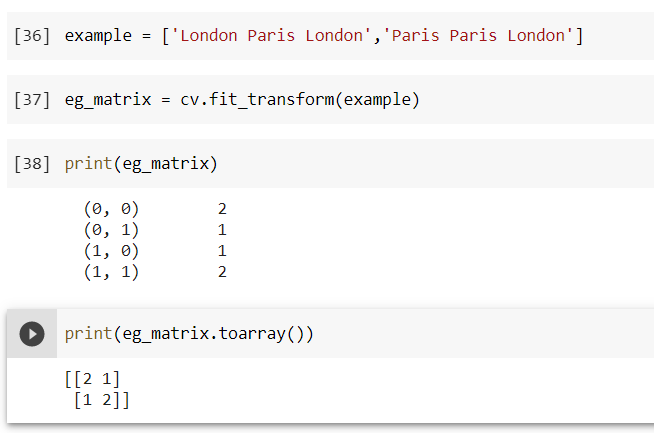 [36] example = ['London Paris London','Paris Paris London']
[37] eg_matrix = cv.fit_transform(example)
[38] print(eg_matrix)
(0, 0) 2
(0, 1) 1
(1, 0) 1
(1, 1) 2
print(eg_matrix.toarray())
[[2 1]
[1 2]]